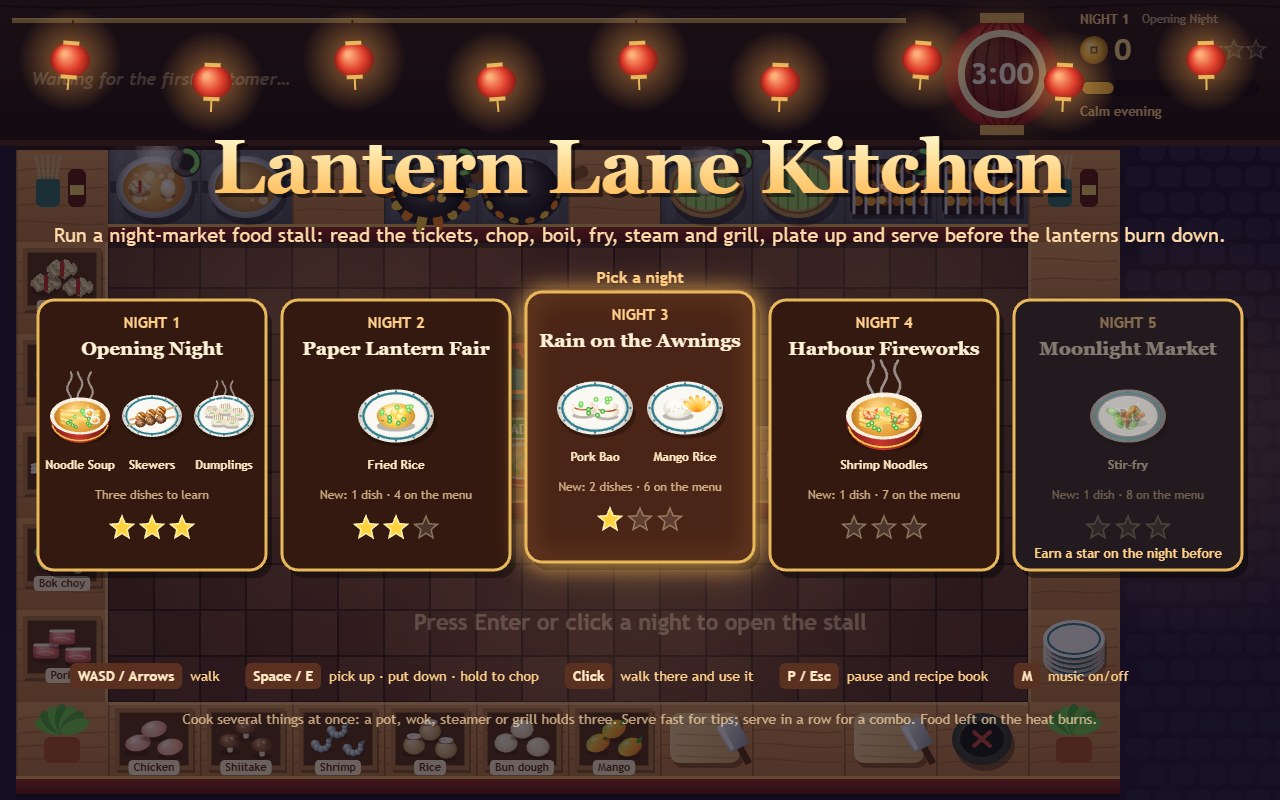 NIGHT 1 Opening Night
0
3:00
Calm evening
Lantern Lane Kitchen
Run a night-market food stall: read the tickets, chop, boil, fry, steam and grill, plate up and serve before the lanterns burn down.
Pick a night
NIGHT 1
Opening Night
Noodle Soup Skewers Dumplings
Three dishes to learn
NIGHT 2
Paper Lantern Fair
Fried Rice
New: 1 dish · 4 on the menu
NIGHT 3
Rain on the Awnings
Pork Bao Mango Rice
New: 2 dishes · 6 on the menu
NIGHT 4
Harbour Fireworks
Shrimp Noodles
New: 1 dish · 7 on the menu
NIGHT 5
Moonlight Market
Stir-fry
New: 1 dish · 8 on the menu
Earn a star on the night before
Bok choy
Press Enter or click a night to open the stall
WASD / Arrows walk Space / E pick up · put down · hold to chop Click walk there and use it P / Esc pause and recipe book M music on/off
Cook several things at once: a pot, wok, steamer or grill holds three. Serve fast for tips; serve in a row for a combo. Food left on the heat burns.
Chicken Shiitake Shrimp Rice Bun dough Mango